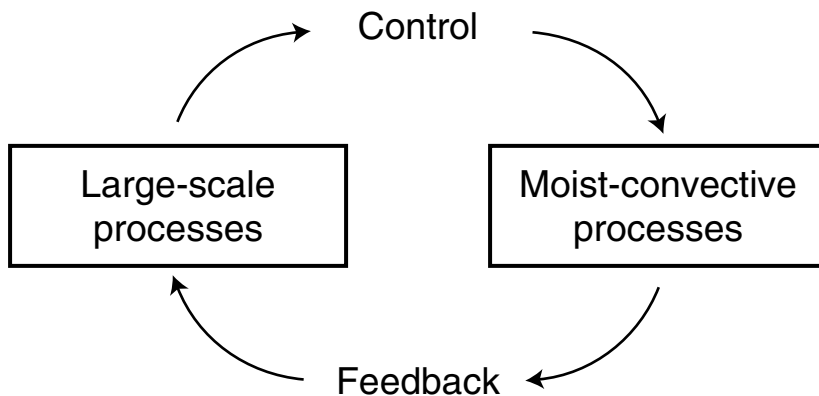 Control
Large-scale
processes
Moist-convective
processes
Feedback